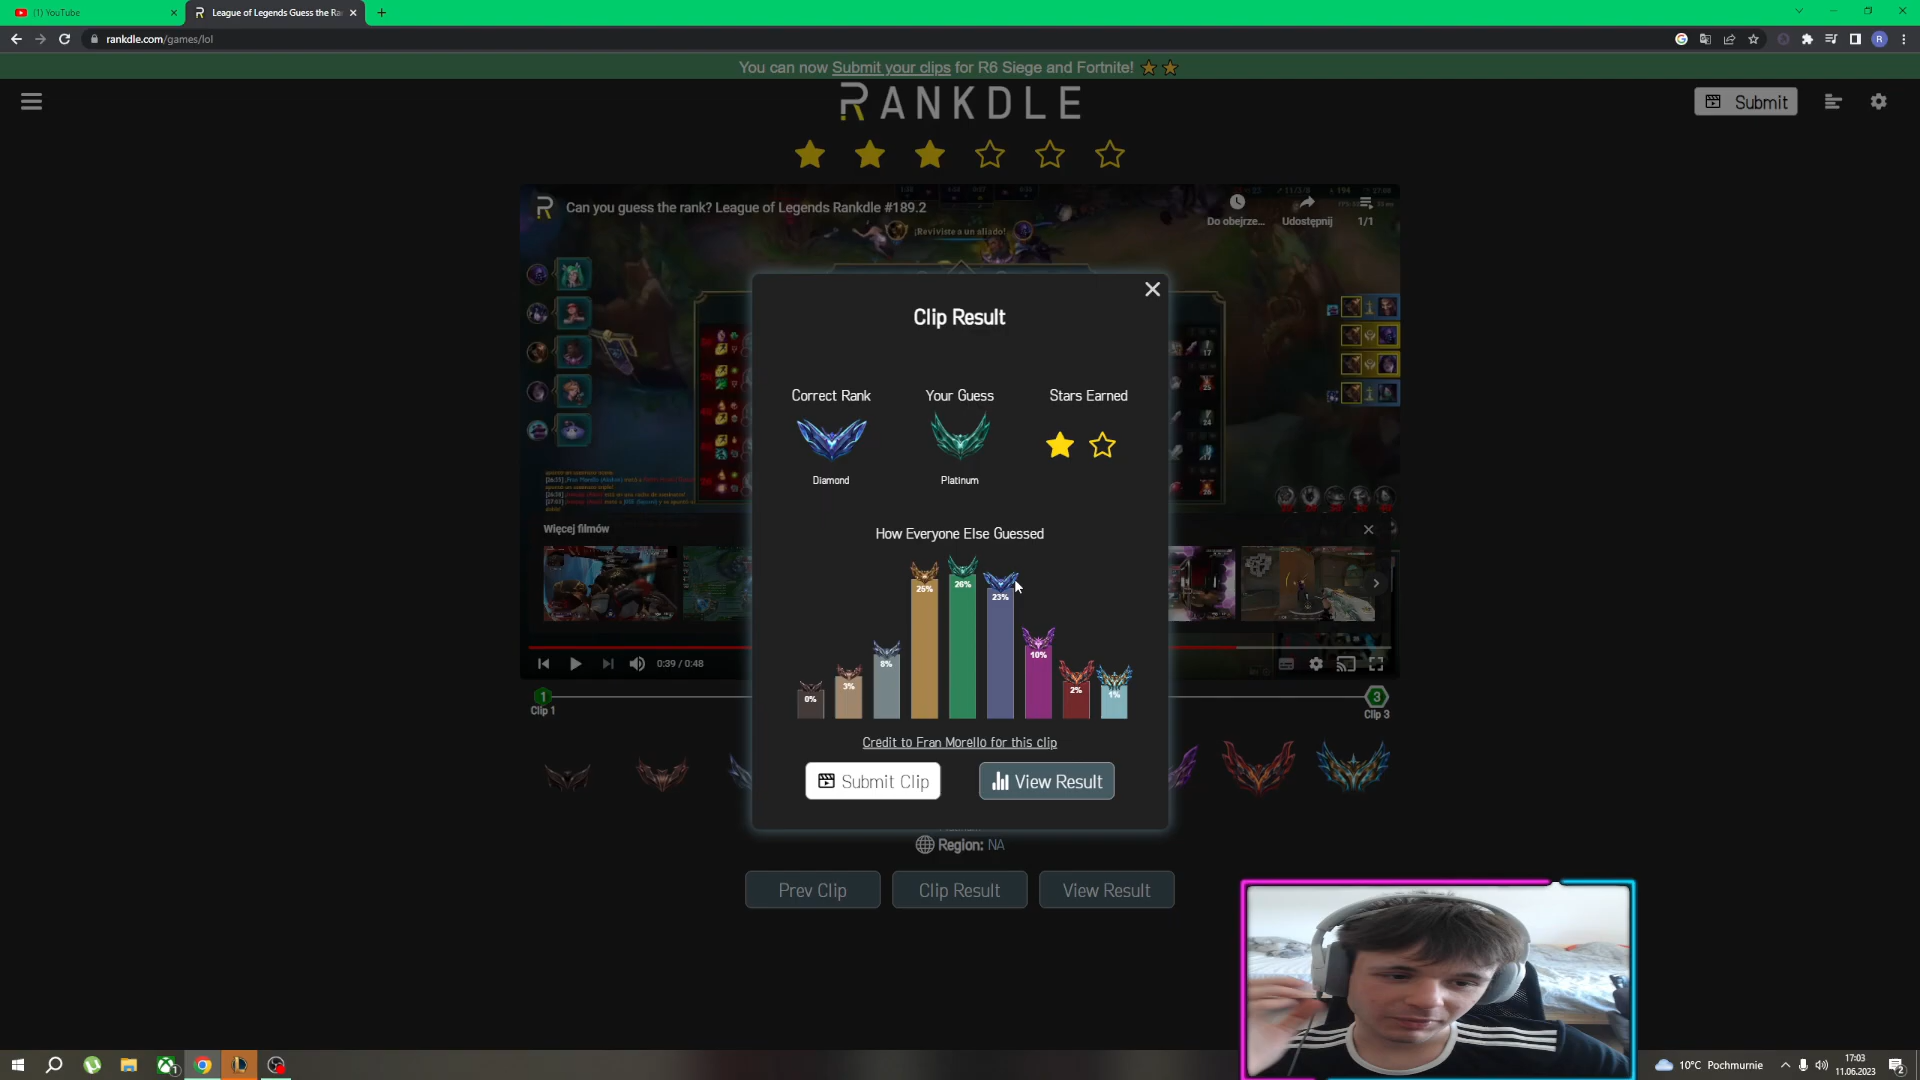 (1) YouTube
League of Legends Guess the Ra
rankdle.com/games/lol
You can now Submit your clips for R6 Siege and Fortnite!
RANKDLE
Submit
Can you guess the rank? League of Legends Rankdle #189.2
Do obejrze...
Udostępnij
1/1
¡Reviviste a un aliado!
Clip Result
Correct Rank
Your Guess
Stars Earned
Diamond
Platinum
How Everyone Else Guessed
0%
3%
8%
25%
26%
23%
10%
2%
1%
Credit to Fran Morello for this clip
Submit Clip
View Result
Więcej filmów
0:39 / 0:48
1
Clip 1
3
Clip 3
Region: NA
Prev Clip
Clip Result
View Result
10°C Pochmurnie
17:03
11.06.2023